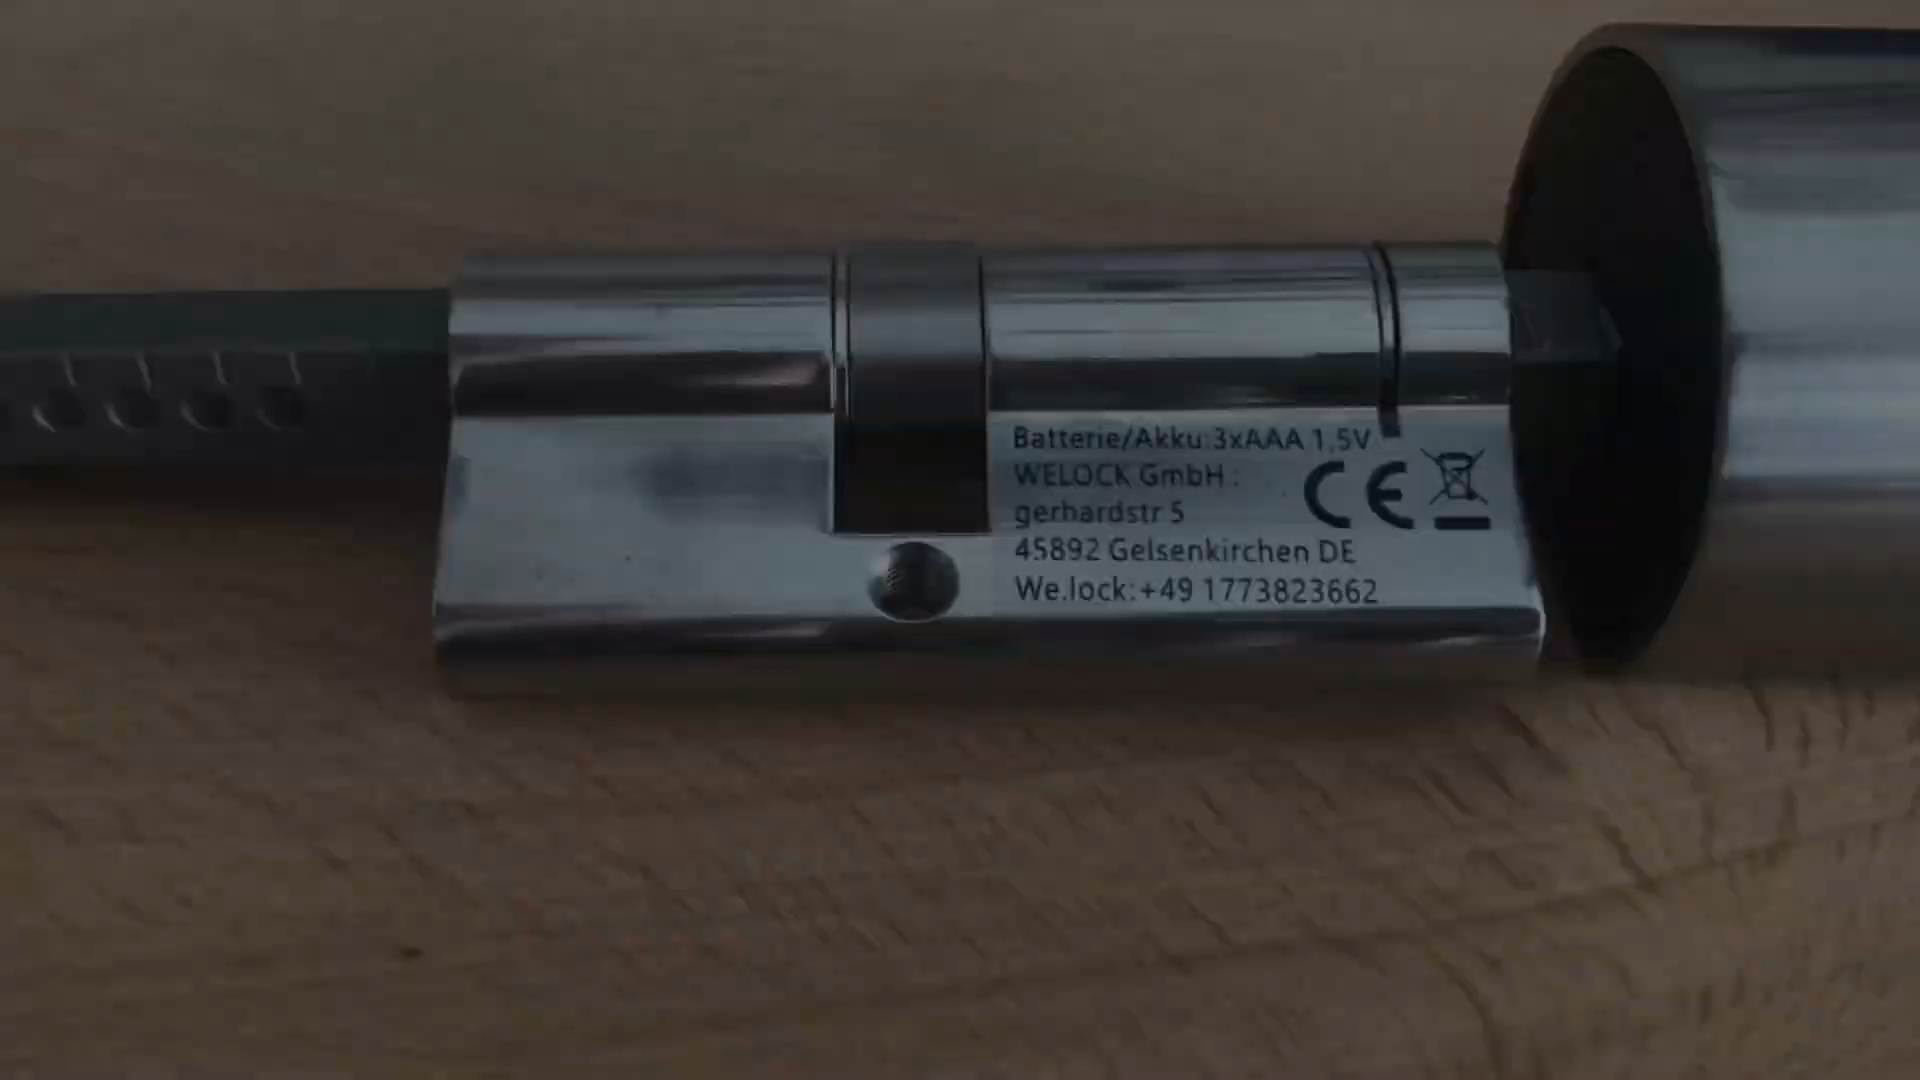 Batterie/Akku:3xAAA 1,5V
WELOCK GmbH :
gerhardstr 5
CE
45892 Gelsenkirchen DE
We.lock:+49 1773823662